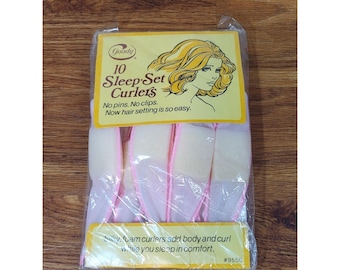 Goody
10
Sleep-Set
Curlers
No pins. No clips.
Now hair setting is so easy.
foam curlers add body and curl
while you sleep in comfort.